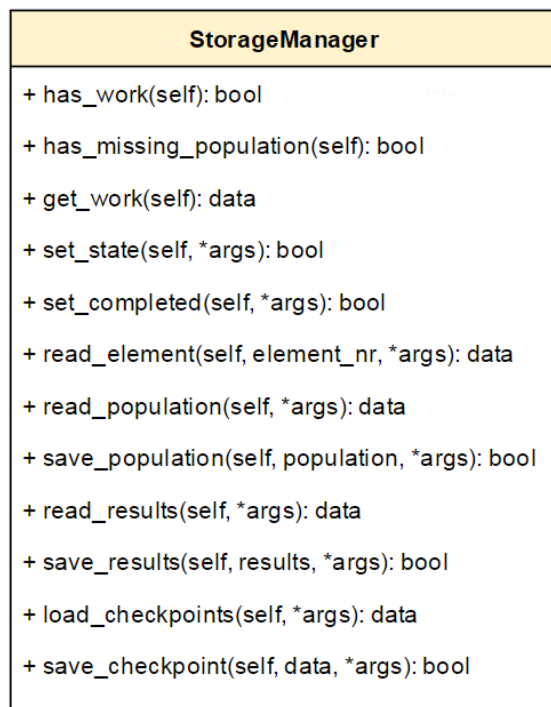 StorageManager
+ has_work(self): bool
+ has_missing_population(self): bool
+ get_work(self): data
+ set_state(self, *args): bool
+ set_completed(self, *args): bool
+ read_element(self, element_nr, *args): data
+ read_population(self, *args): data
+ save_population(self, population, *args): bool
+ read_results(self, *args): data
+ save_results(self, results, *args): bool
+ load_checkpoints(self, *args): data
+ save_checkpoint(self, data, *args): bool